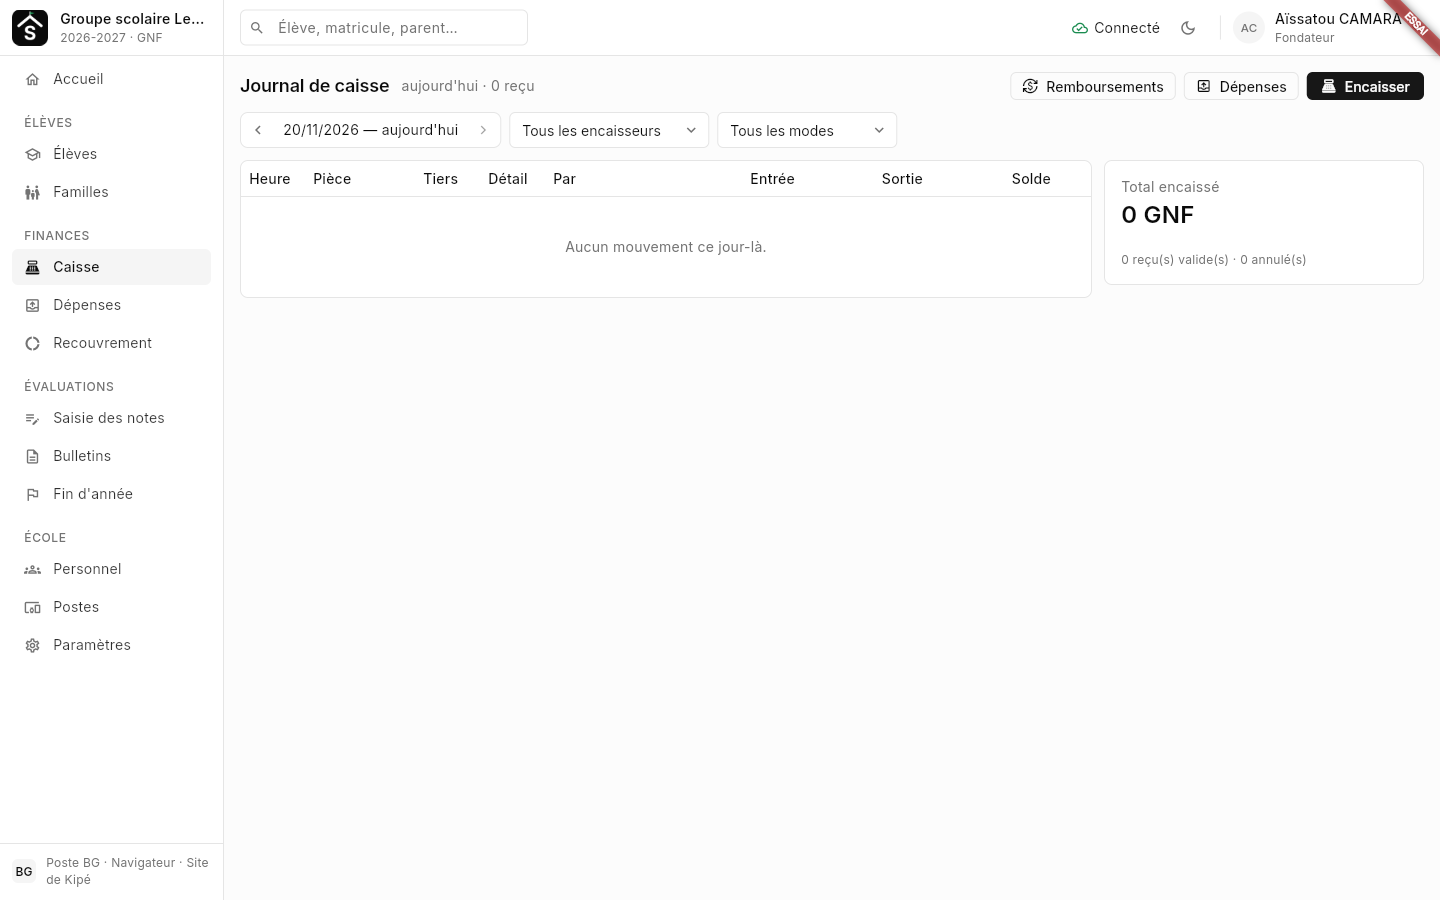 Groupe scolaire Le...
2026-2027 · GNF
Élève, matricule, parent...
Connecté
AC
Aïssatou CAMARA
Fondateur
ESSAI
Accueil
ÉLÈVES
Élèves
Familles
FINANCES
Caisse
Dépenses
Recouvrement
ÉVALUATIONS
Saisie des notes
Bulletins
Fin d'année
ÉCOLE
Personnel
Postes
Paramètres
BG
Poste BG · Navigateur · Site
de Kipé
Journal de caisse aujourd'hui · 0 reçu
Remboursements
Dépenses
Encaisser
20/11/2026 — aujourd'hui
Tous les encaisseurs
Tous les modes
Heure Pièce Tiers Détail Par Entrée Sortie Solde
Aucun mouvement ce jour-là.
Total encaissé
0 GNF
0 reçu(s) valide(s) · 0 annulé(s)